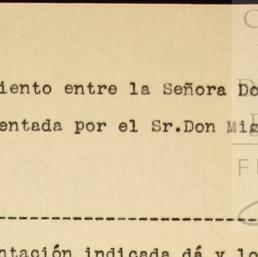 iento entre la Señora Do
entada por el Sr.Don Mig
--------------------------------
ntación indicada dá y lo